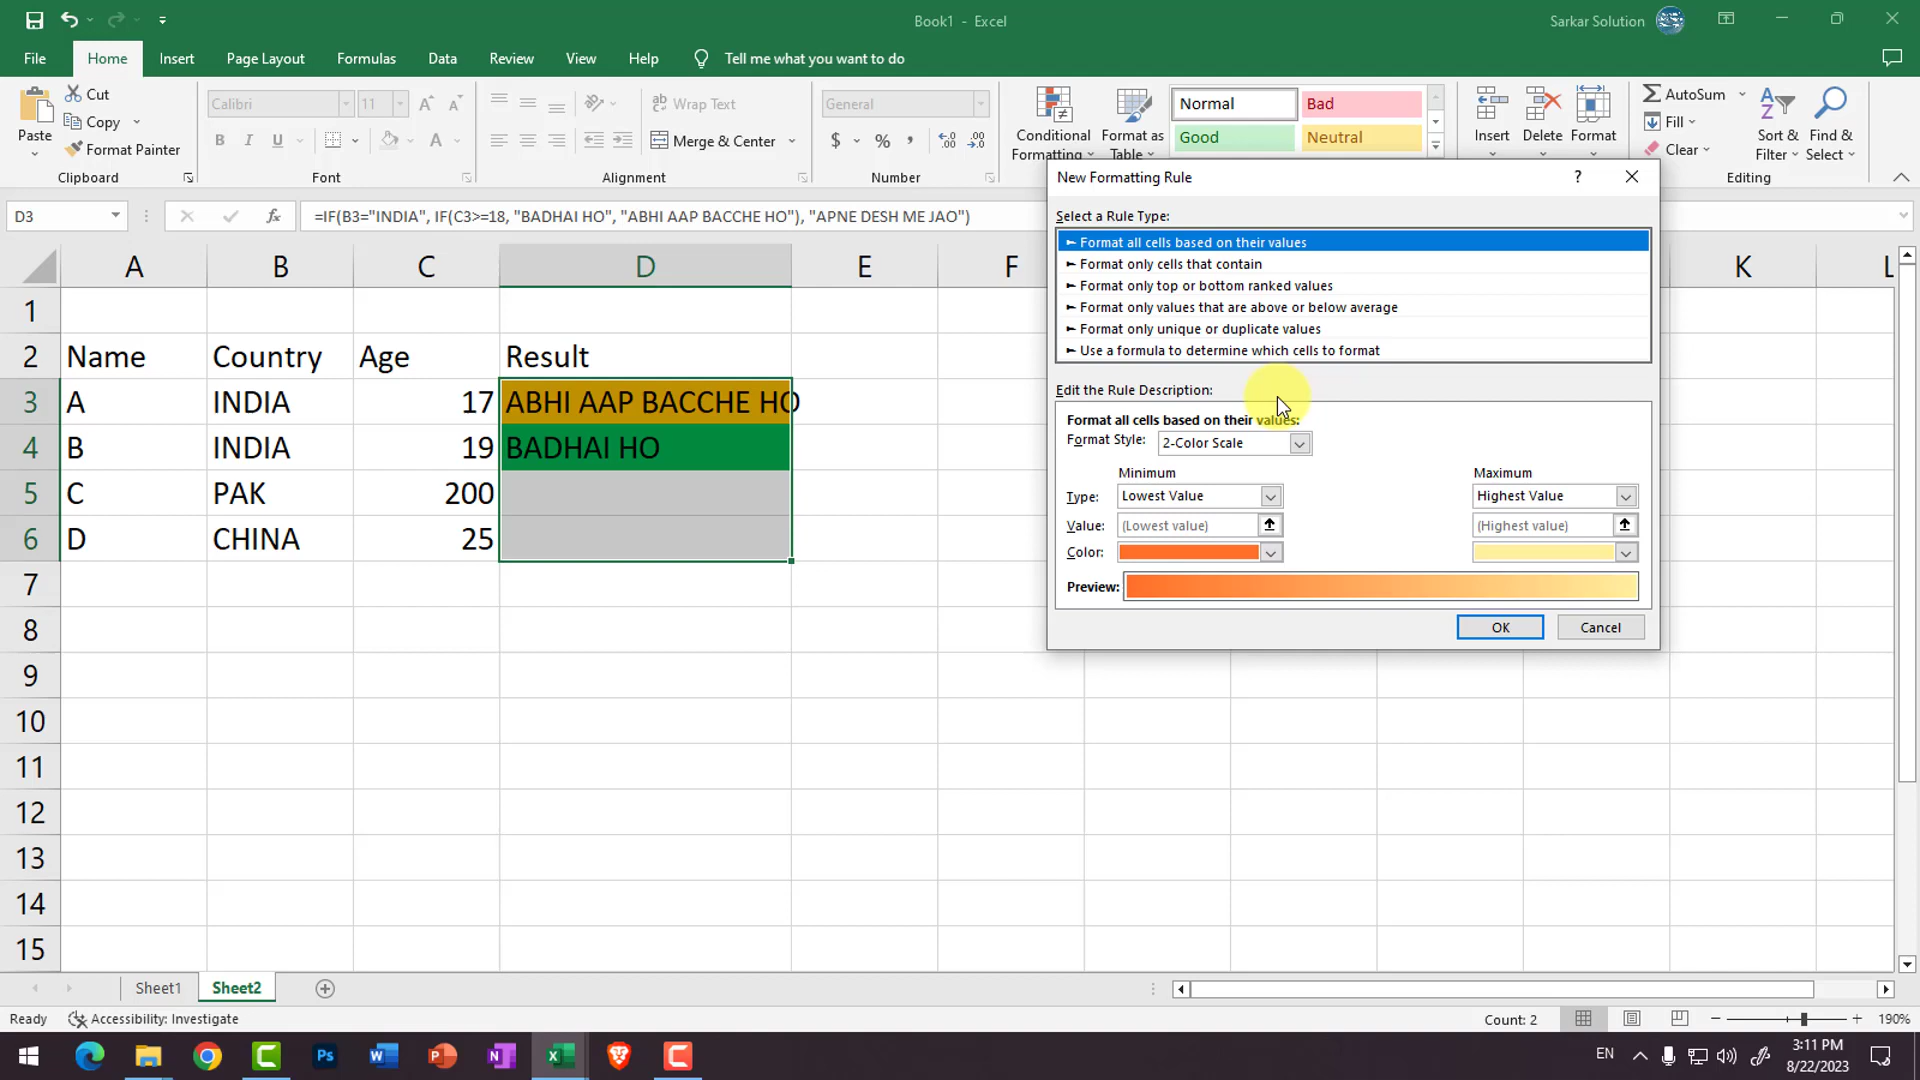 Book1 - Excel
Sarkar Solution
File Home Insert Page Layout Formulas Data Review View Help Tell me what you want to do
Paste
Cut
Copy
Format Painter
Clipboard
Calibri 11
B I U
Font
Wrap Text
Merge & Center
Alignment
General
$ % ,
Number
Conditional Formatting
Format as Table
Normal Bad
Good Neutral
Insert Delete Format
AutoSum
Fill
Clear
Sort & Filter
Find & Select
Editing
D3
fx
=IF(B3="INDIA", IF(C3>=18, "BADHAI HO", "ABHI AAP BACCHE HO"), "APNE DESH ME JAO")
A B C D E F K L
1
2 Name Country Age Result
3 A INDIA 17 ABHI AAP BACCHE HO
4 B INDIA 19 BADHAI HO
5 C PAK 200
6 D CHINA 25
7
8
9
10
11
12
13
14
15
New Formatting Rule ?
Select a Rule Type:
► Format all cells based on their values
► Format only cells that contain
► Format only top or bottom ranked values
► Format only values that are above or below average
► Format only unique or duplicate values
► Use a formula to determine which cells to format
Edit the Rule Description:
Format all cells based on their values:
Format Style: 2-Color Scale
Minimum Maximum
Type: Lowest Value Highest Value
Value: (Lowest value) (Highest value)
Color:
Preview:
OK Cancel
Sheet1 Sheet2
Ready Accessibility: Investigate Count: 2 190%
EN
3:11 PM
8/22/2023